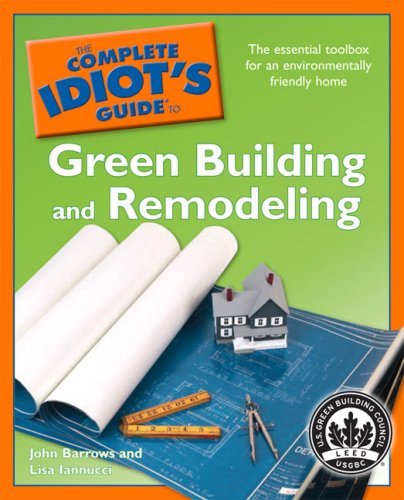 THE
COMPLETE
IDIOT'S
GUIDE® TO
The essential toolbox
for an environmentally
friendly home
Green Building
and Remodeling
John Barrows and
Lisa Iannucci
U.S. GREEN BUILDING COUNCIL
LEED
USGBC